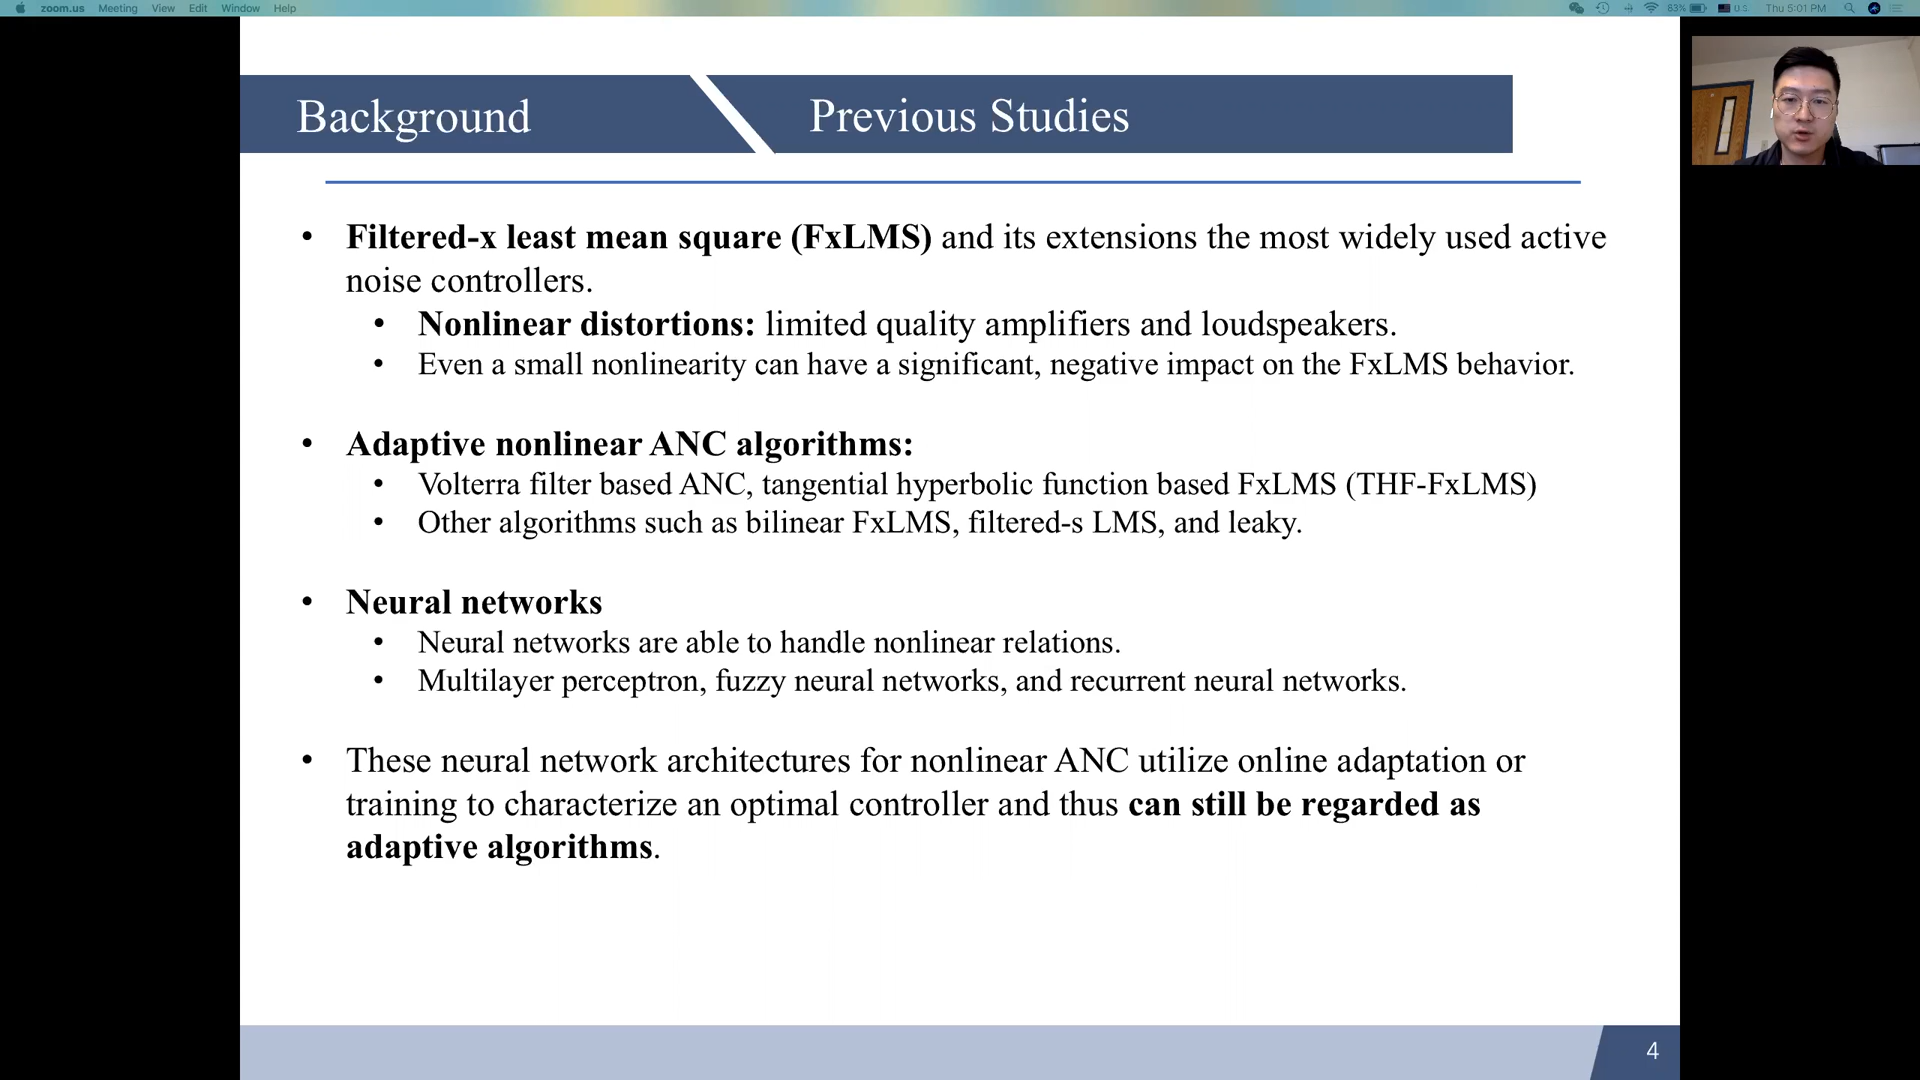 zoom.us Meeting View Edit Window Help
63% U.S. Thu 5:01 PM
Background
Previous Studies
• Filtered-x least mean square (FxLMS) and its extensions the most widely used active
noise controllers.
• Nonlinear distortions: limited quality amplifiers and loudspeakers.
• Even a small nonlinearity can have a significant, negative impact on the FxLMS behavior.
• Adaptive nonlinear ANC algorithms:
• Volterra filter based ANC, tangential hyperbolic function based FxLMS (THF-FxLMS)
• Other algorithms such as bilinear FxLMS, filtered-s LMS, and leaky.
• Neural networks
• Neural networks are able to handle nonlinear relations.
• Multilayer perceptron, fuzzy neural networks, and recurrent neural networks.
• These neural network architectures for nonlinear ANC utilize online adaptation or
training to characterize an optimal controller and thus can still be regarded as
adaptive algorithms.
4